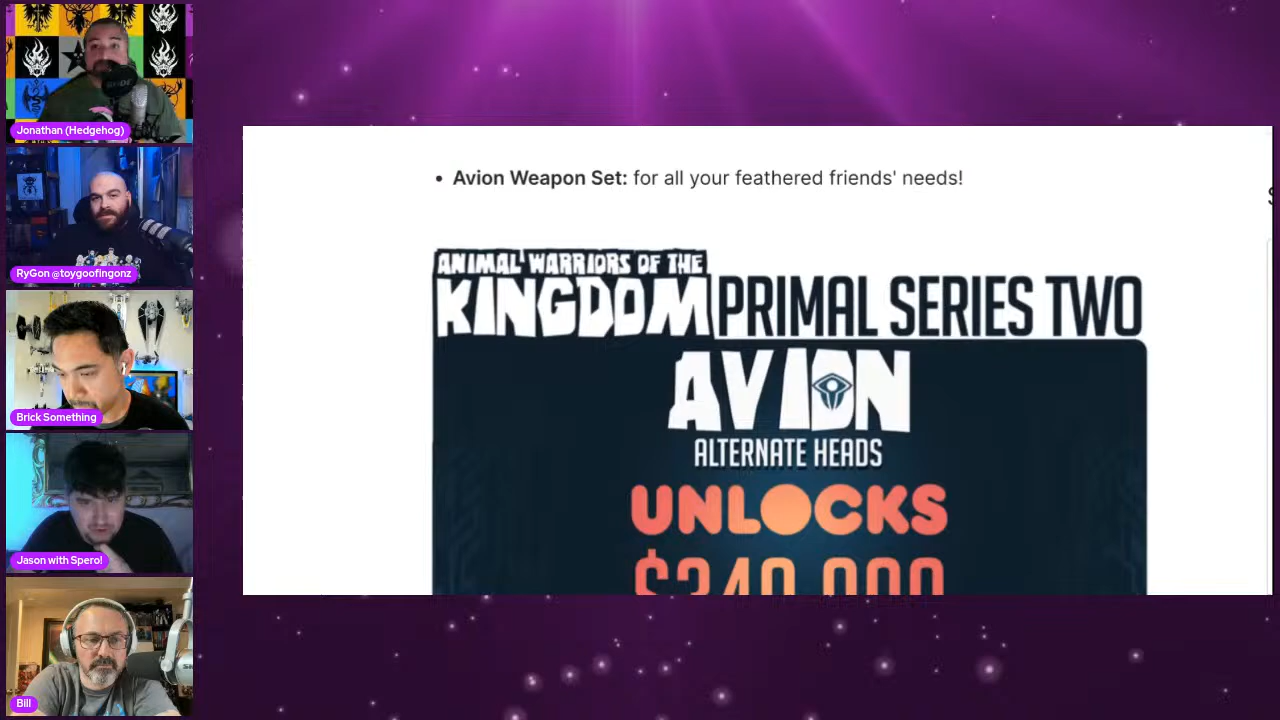 Jonathan (Hedgehog)
RyGon @toygoofingonz
Brick Something
Jason with Spero!
Bill
• Avion Weapon Set: for all your feathered friends' needs!
ANIMAL WARRIORS OF THE
KINGDOM PRIMAL SERIES TWO
AVION
ALTERNATE HEADS
UNLOCKS